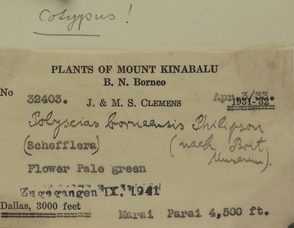 Cotypus!
PLANTS OF MOUNT KINABALU
B. N. Borneo
No 32403. J. & M. S. CLEMENS Apr. 3/33
1931-32
Polyscias borneensis Philipson
(Schefflera) (nach Brit.
Museum).
Flower Pale green
Zugegangen IX. 1941
Dallas, 3000 feet Marai Parai 4,500 ft.